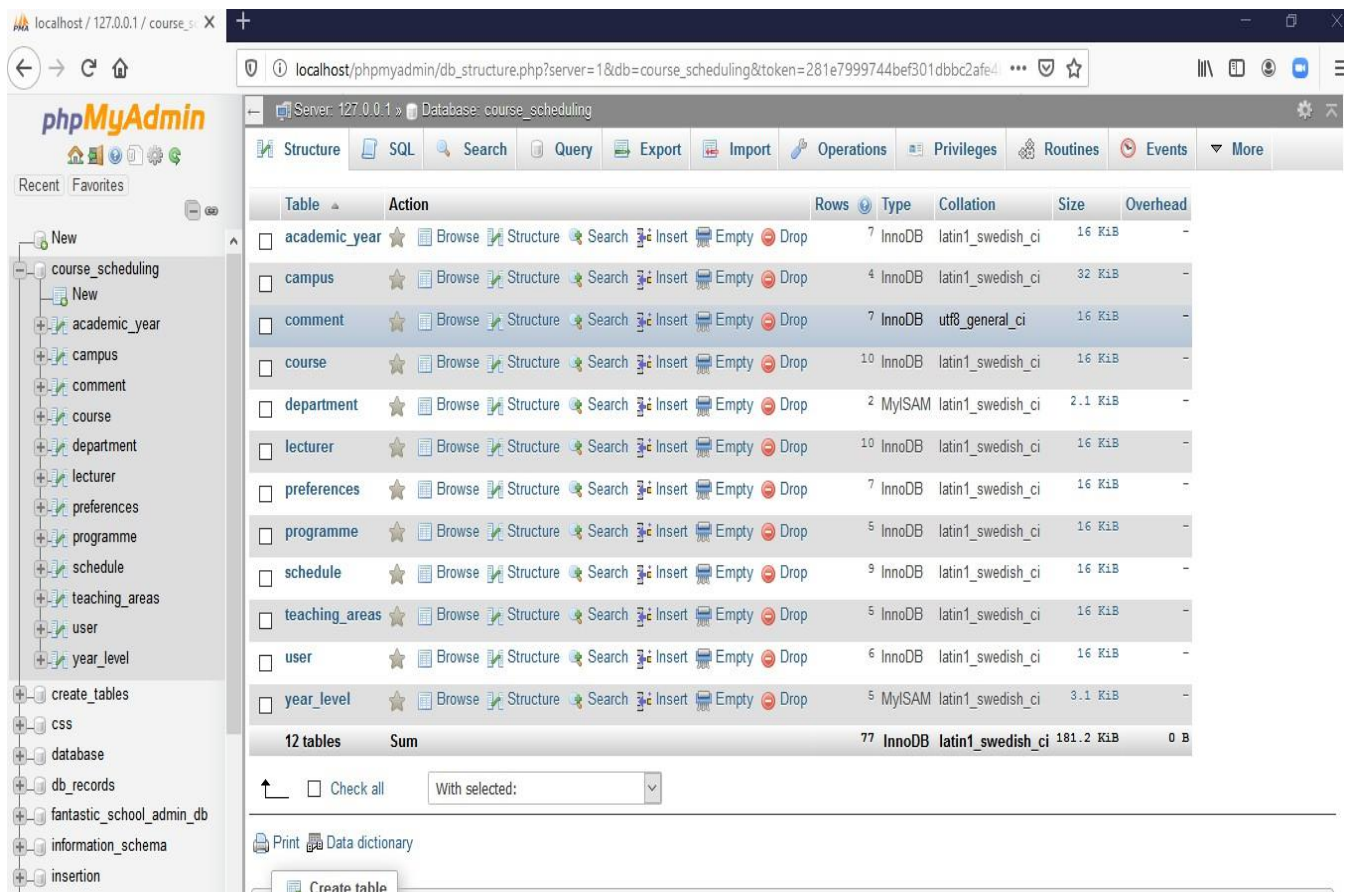 localhost / 127.0.0.1 / course_s
localhost/phpmyadmin/db_structure.php?server=1&db=course_scheduling&token=281e7999744bef301dbbc2afe4
phpMyAdmin
Recent Favorites
New
course_scheduling
New
academic_year
campus
comment
course
department
lecturer
preferences
programme
schedule
teaching_areas
user
year_level
create_tables
css
database
db_records
fantastic_school_admin_db
information_schema
insertion
Server: 127.0.0.1 » Database: course_scheduling
Structure SQL Search Query Export Import Operations Privileges Routines Events More
Table Action Rows Type Collation Size Overhead
academic_year Browse Structure Search Insert Empty Drop 7 InnoDB latin1_swedish_ci 16 KiB -
campus Browse Structure Search Insert Empty Drop 4 InnoDB latin1_swedish_ci 32 KiB -
comment Browse Structure Search Insert Empty Drop 7 InnoDB utf8_general_ci 16 KiB -
course Browse Structure Search Insert Empty Drop 10 InnoDB latin1_swedish_ci 16 KiB -
department Browse Structure Search Insert Empty Drop 2 MyISAM latin1_swedish_ci 2.1 KiB -
lecturer Browse Structure Search Insert Empty Drop 10 InnoDB latin1_swedish_ci 16 KiB -
preferences Browse Structure Search Insert Empty Drop 7 InnoDB latin1_swedish_ci 16 KiB -
programme Browse Structure Search Insert Empty Drop 5 InnoDB latin1_swedish_ci 16 KiB -
schedule Browse Structure Search Insert Empty Drop 9 InnoDB latin1_swedish_ci 16 KiB -
teaching_areas Browse Structure Search Insert Empty Drop 5 InnoDB latin1_swedish_ci 16 KiB -
user Browse Structure Search Insert Empty Drop 6 InnoDB latin1_swedish_ci 16 KiB -
year_level Browse Structure Search Insert Empty Drop 5 MyISAM latin1_swedish_ci 3.1 KiB -
12 tables Sum 77 InnoDB latin1_swedish_ci 181.2 KiB 0 B
Check all With selected:
Print Data dictionary
Create table